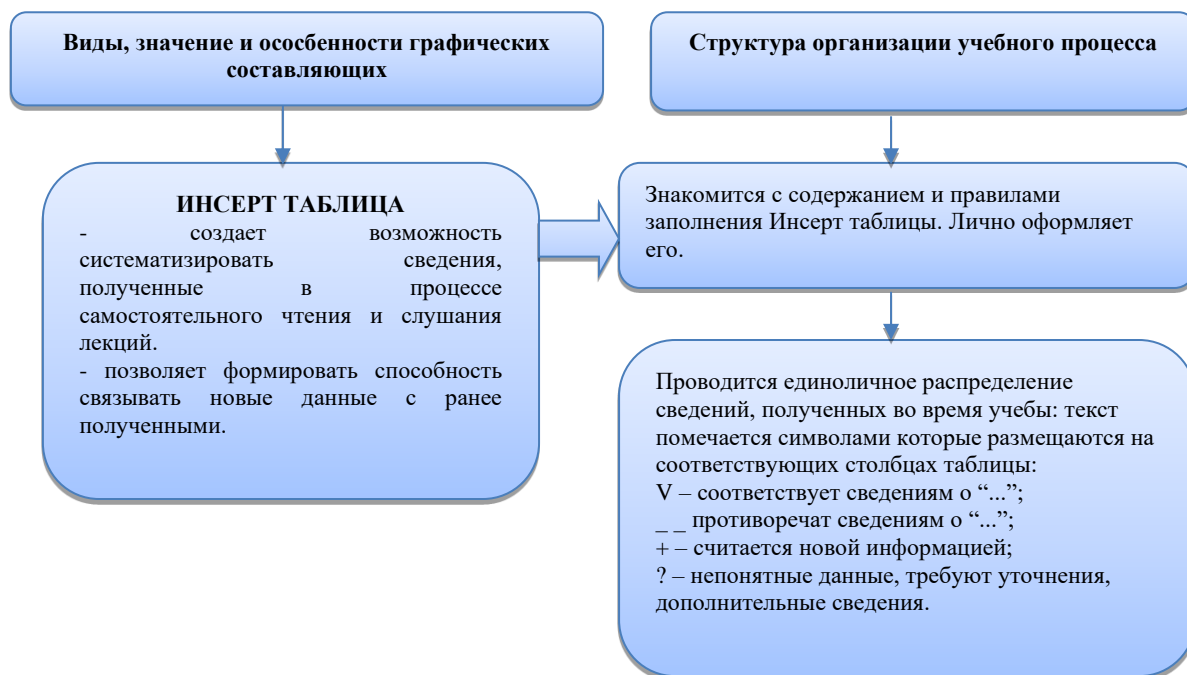 Виды, значение и ососбенности графических
составляющих
Структура организации учебного процесса
ИНСЕРТ ТАБЛИЦА
- создает возможность
систематизировать сведения,
полученные в процессе
самостоятельного чтения и слушания
лекций.
- позволяет формировать способность
связывать новые данные с ранее
полученными.
Знакомится с содержанием и правилами
заполнения Инсерт таблицы. Лично оформляет
его.
Проводится единоличное распределение
сведений, полученных во время учебы: текст
помечается символами которые размещаются на
соответствующих столбцах таблицы:
V – соответствует сведениям о “...”;
_ _ противоречат сведениям о “...”;
+ – считается новой информацией;
? – непонятные данные, требуют уточнения,
дополнительные сведения.